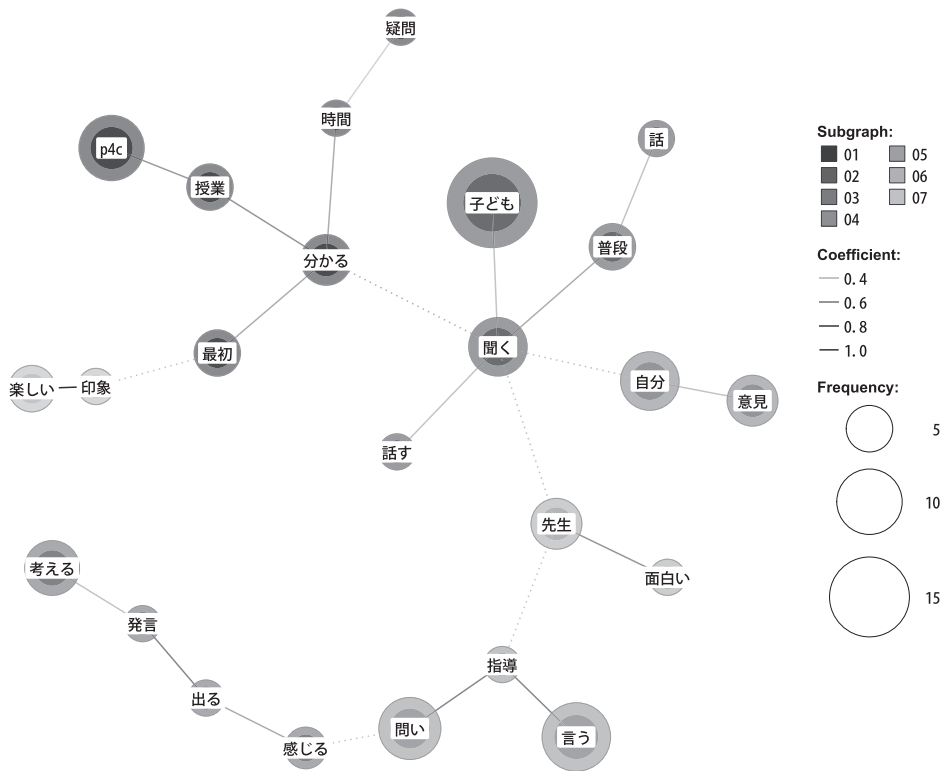 疑問
時間
p4c
授業
分かる
子ども
話
普段
聞く
最初
楽しい
印象
自分
意見
話す
先生
面白い
考える
発言
出る
感じる
指導
問い
言う
Subgraph:
01 05
02 06
03 07
04
Coefficient:
0.4
0.6
0.8
1.0
Frequency:
5
10
15